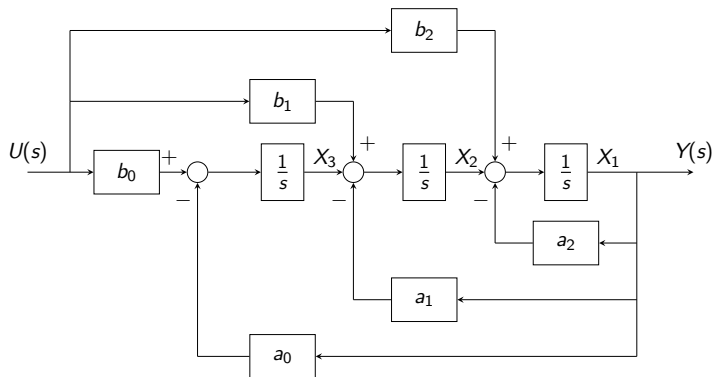 b₂
b₁
+ +
U(s) + X₃ X₂ X₁ Y(s)
b₀ 1/s 1/s 1/s
− − −
a₂
a₁
a₀